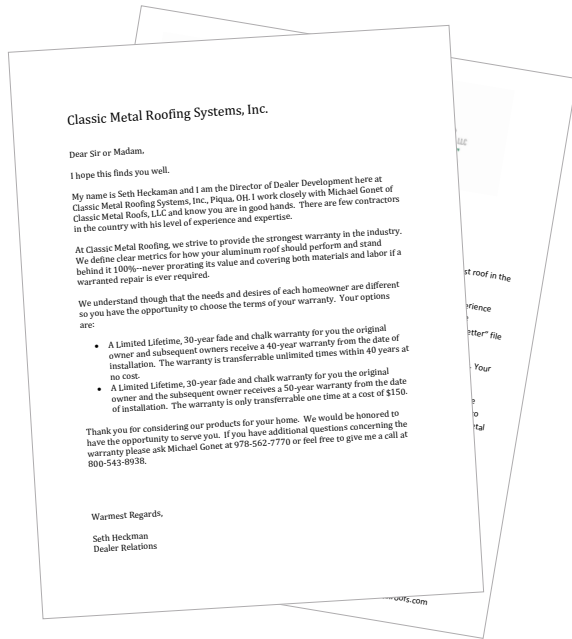 Classic Metal Roofing Systems, Inc.
Dear Sir or Madam,
I hope this finds you well.
My name is Seth Heckaman and I am the Director of Dealer Development here at
Classic Metal Roofing Systems, Inc., Piqua, OH. I work closely with Michael Gonet of
Classic Metal Roofs, LLC and know you are in good hands.  There are few contractors
in the country with his level of experience and expertise.
At Classic Metal Roofing, we strive to provide the strongest warranty in the industry.
We define clear metrics for how your aluminum roof should perform and stand
behind it 100%--never prorating its value and covering both materials and labor if a
warranted repair is ever required.
We understand though that the needs and desires of each homeowner are different
so you have the opportunity to choose the terms of your warranty.  Your options
are:
• A Limited Lifetime, 30-year fade and chalk warranty for you the original
owner and subsequent owners receive a 40-year warranty from the date of
installation.  The warranty is transferrable unlimited times within 40 years at
no cost.
• A Limited Lifetime, 30-year fade and chalk warranty for you the original
owner and the subsequent owner receives a 50-year warranty from the date
of installation.  The warranty is only transferrable one time at a cost of $150.
Thank you for considering our products for your home.  We would be honored to
have the opportunity to serve you.  If you have additional questions concerning the
warranty please ask Michael Gonet at 978-562-7770 or feel free to give me a call at
800-543-8938.
Warmest Regards,
Seth Heckman
Dealer Relations
st roof in the
erience
etter" file
Your
to
etal
roofs.com